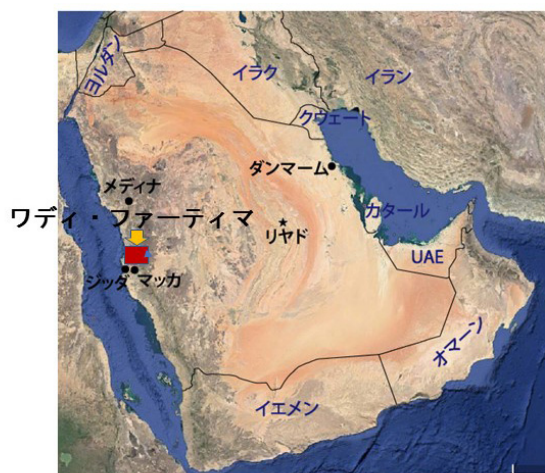 ヨルダン
イラク
イラン
クウェート
ダンマーム
メディナ
ワディ・ファーティマ
カタール
リヤド
UAE
ジッダ
マッカ
オマーン
イエメン